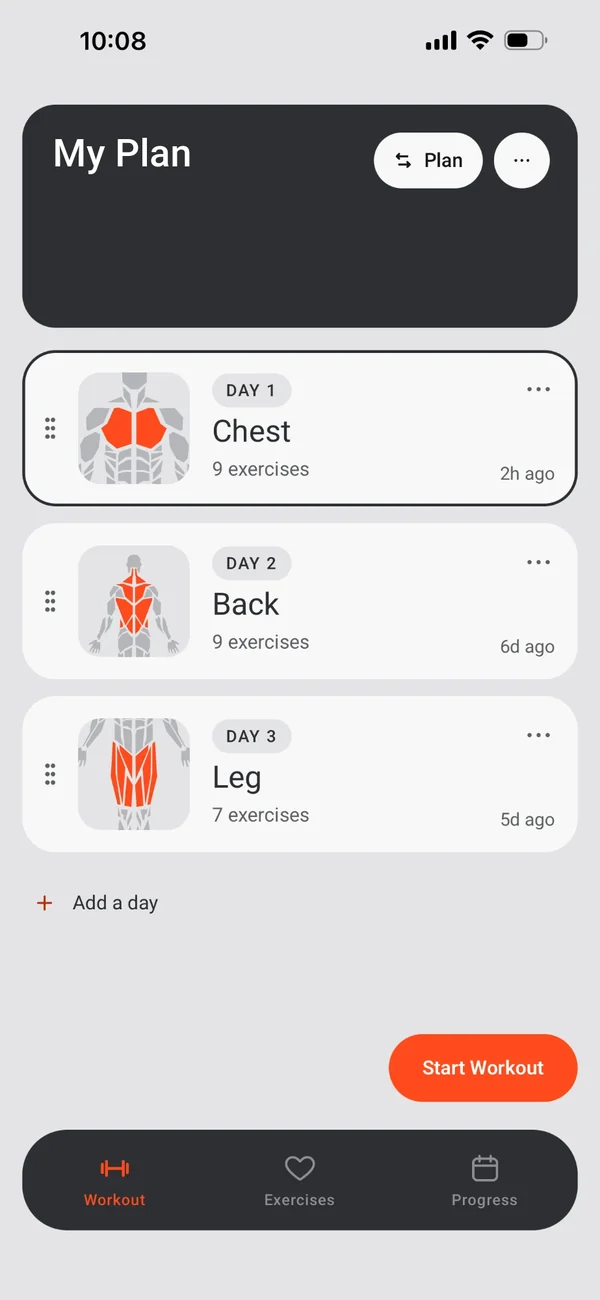 10:08
My Plan
Plan
DAY 1
Chest
9 exercises
2h ago
DAY 2
Back
9 exercises
6d ago
DAY 3
Leg
7 exercises
5d ago
+ Add a day
Start Workout
Workout
Exercises
Progress